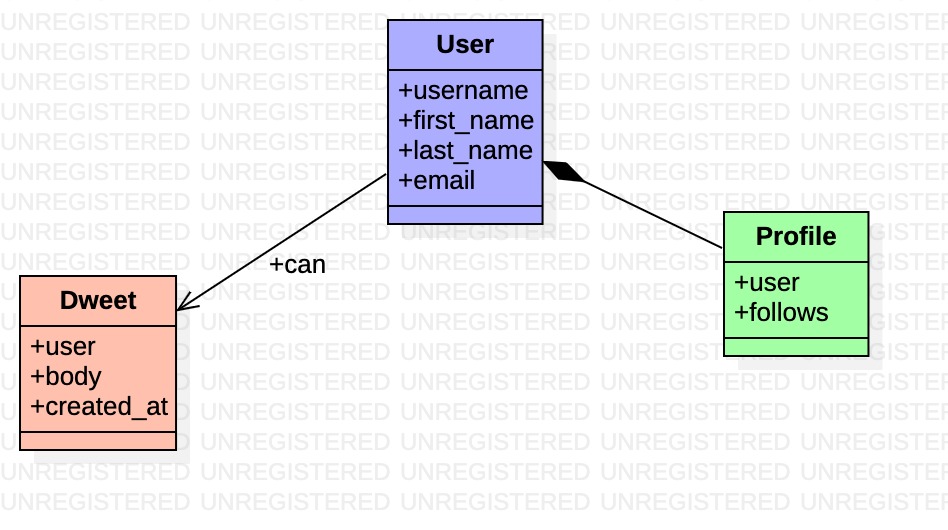 User
+username
+first_name
+last_name
+email
+can
Profile
+user
+follows
Dweet
+user
+body
+created_at
UNREGISTERED UNREGISTERED UNREGISTERED UNREGISTERED UNREGISTERED